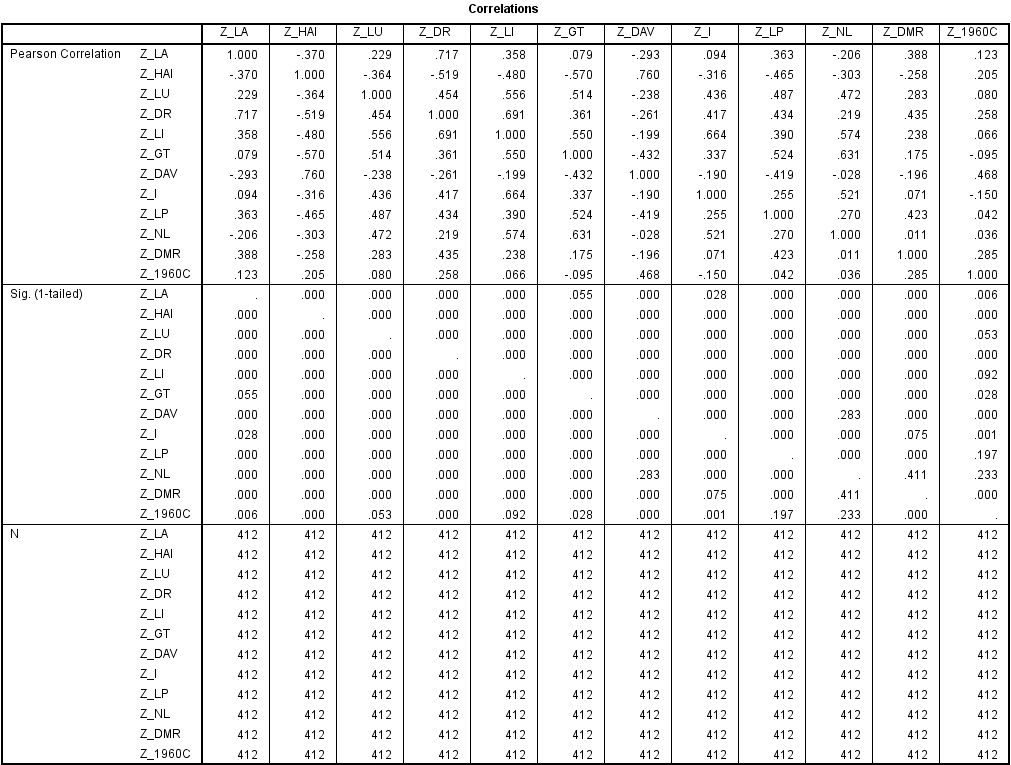 Correlations
Z_LA Z_HAI Z_LU Z_DR Z_LI Z_GT Z_DAV Z_I Z_LP Z_NL Z_DMR Z_1960C
Pearson Correlation Z_LA 1.000 -.370 .229 .717 .358 .079 -.293 .094 .363 -.206 .388 .123
Z_HAI -.370 1.000 -.364 -.519 -.480 -.570 .760 -.316 -.465 -.303 -.258 .205
Z_LU .229 -.364 1.000 .454 .556 .514 -.238 .436 .487 .472 .283 .080
Z_DR .717 -.519 .454 1.000 .691 .361 -.261 .417 .434 .219 .435 .258
Z_LI .358 -.480 .556 .691 1.000 .550 -.199 .664 .390 .574 .238 .066
Z_GT .079 -.570 .514 .361 .550 1.000 -.432 .337 .524 .631 .175 -.095
Z_DAV -.293 .760 -.238 -.261 -.199 -.432 1.000 -.190 -.419 -.028 -.196 .468
Z_I .094 -.316 .436 .417 .664 .337 -.190 1.000 .255 .521 .071 -.150
Z_LP .363 -.465 .487 .434 .390 .524 -.419 .255 1.000 .270 .423 .042
Z_NL -.206 -.303 .472 .219 .574 .631 -.028 .521 .270 1.000 .011 .036
Z_DMR .388 -.258 .283 .435 .238 .175 -.196 .071 .423 .011 1.000 .285
Z_1960C .123 .205 .080 .258 .066 -.095 .468 -.150 .042 .036 .285 1.000
Sig. (1-tailed) Z_LA . .000 .000 .000 .000 .055 .000 .028 .000 .000 .000 .006
Z_HAI .000 . .000 .000 .000 .000 .000 .000 .000 .000 .000 .000
Z_LU .000 .000 . .000 .000 .000 .000 .000 .000 .000 .000 .053
Z_DR .000 .000 .000 . .000 .000 .000 .000 .000 .000 .000 .000
Z_LI .000 .000 .000 .000 . .000 .000 .000 .000 .000 .000 .092
Z_GT .055 .000 .000 .000 .000 . .000 .000 .000 .000 .000 .028
Z_DAV .000 .000 .000 .000 .000 .000 . .000 .000 .283 .000 .000
Z_I .028 .000 .000 .000 .000 .000 .000 . .000 .000 .075 .001
Z_LP .000 .000 .000 .000 .000 .000 .000 .000 . .000 .000 .197
Z_NL .000 .000 .000 .000 .000 .000 .283 .000 .000 . .411 .233
Z_DMR .000 .000 .000 .000 .000 .000 .000 .075 .000 .411 . .000
Z_1960C .006 .000 .053 .000 .092 .028 .000 .001 .197 .233 .000 .
N Z_LA 412 412 412 412 412 412 412 412 412 412 412 412
Z_HAI 412 412 412 412 412 412 412 412 412 412 412 412
Z_LU 412 412 412 412 412 412 412 412 412 412 412 412
Z_DR 412 412 412 412 412 412 412 412 412 412 412 412
Z_LI 412 412 412 412 412 412 412 412 412 412 412 412
Z_GT 412 412 412 412 412 412 412 412 412 412 412 412
Z_DAV 412 412 412 412 412 412 412 412 412 412 412 412
Z_I 412 412 412 412 412 412 412 412 412 412 412 412
Z_LP 412 412 412 412 412 412 412 412 412 412 412 412
Z_NL 412 412 412 412 412 412 412 412 412 412 412 412
Z_DMR 412 412 412 412 412 412 412 412 412 412 412 412
Z_1960C 412 412 412 412 412 412 412 412 412 412 412 412